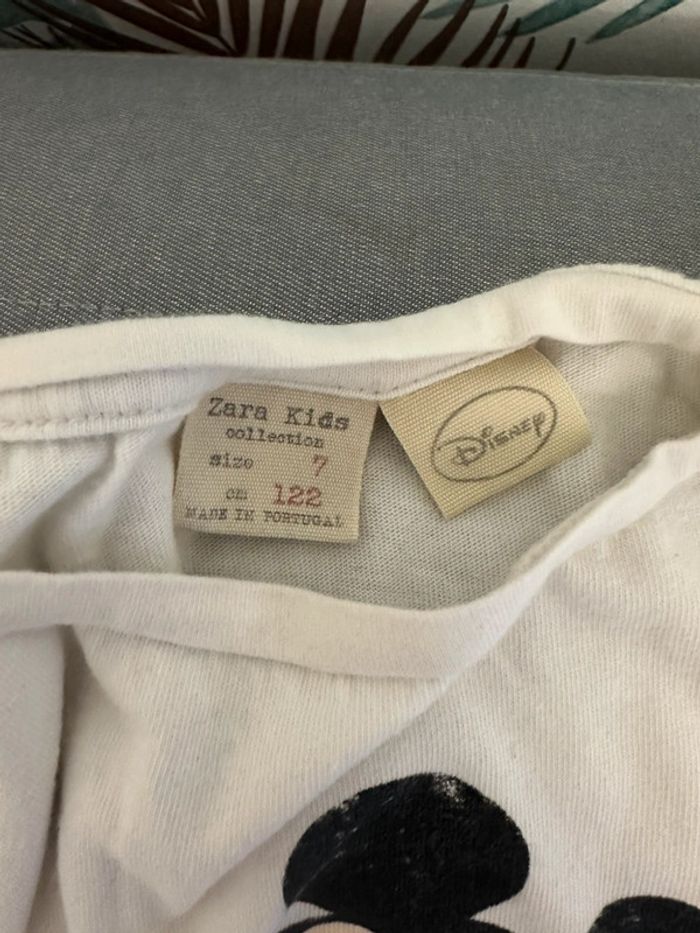 Zara Kids
collection
size 7
cm 122
MADE IN PORTUGAL
Disney